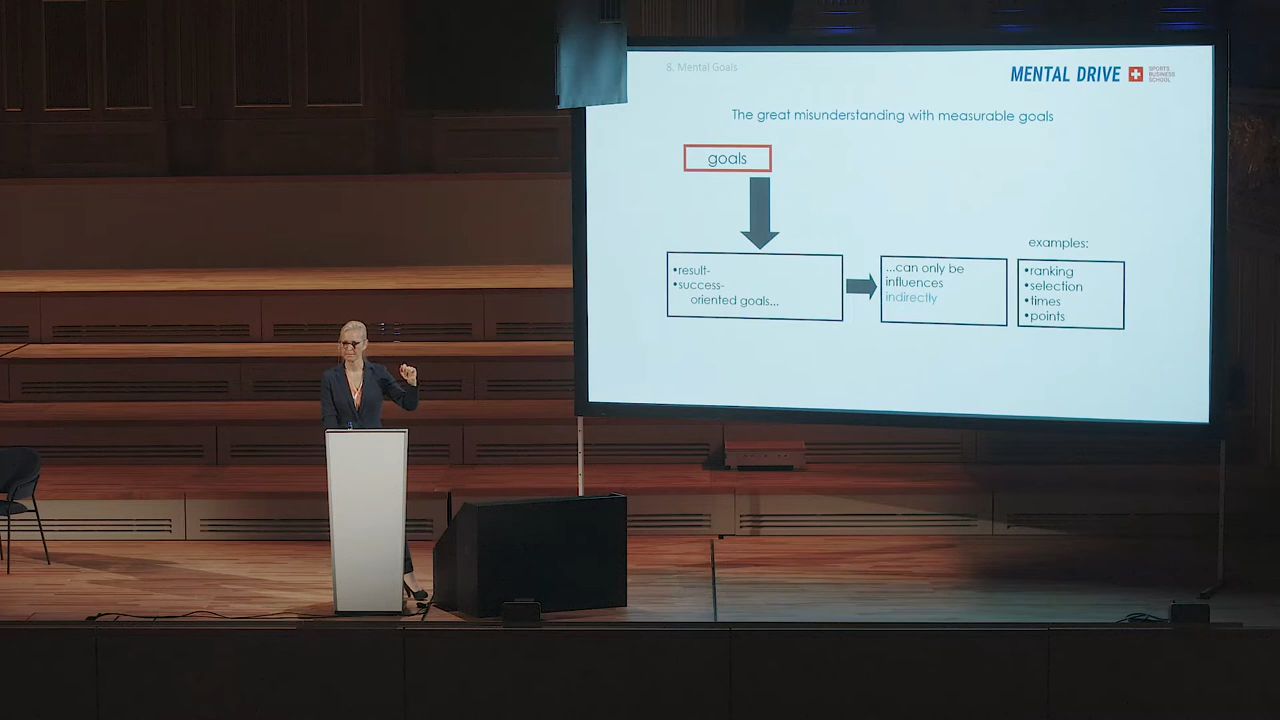 8. Mental Goals
MENTAL DRIVE
SPORTS
BUSINESS
SCHOOL
The great misunderstanding with measurable goals
goals
•result-
•success-
oriented goals...
...can only be
influences
indirectly
examples:
•ranking
•selection
•times
•points